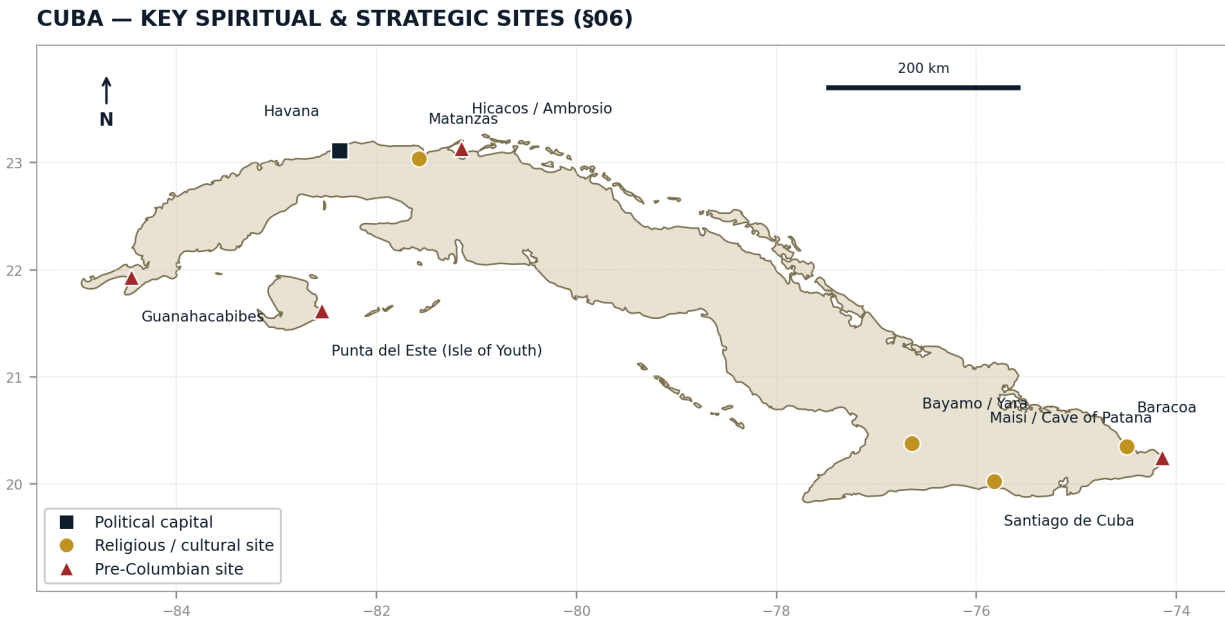 CUBA — KEY SPIRITUAL & STRATEGIC SITES (§06)
200 km
N
Havana
Hicacos / Ambrosio
Matanzas
Guanahacabibes
Punta del Este (Isle of Youth)
Bayamo / Yara
Baracoa
Maisí / Cave of Patana
Santiago de Cuba
23
22
21
20
Political capital
Religious / cultural site
Pre-Columbian site
−84
−82
−80
−78
−76
−74